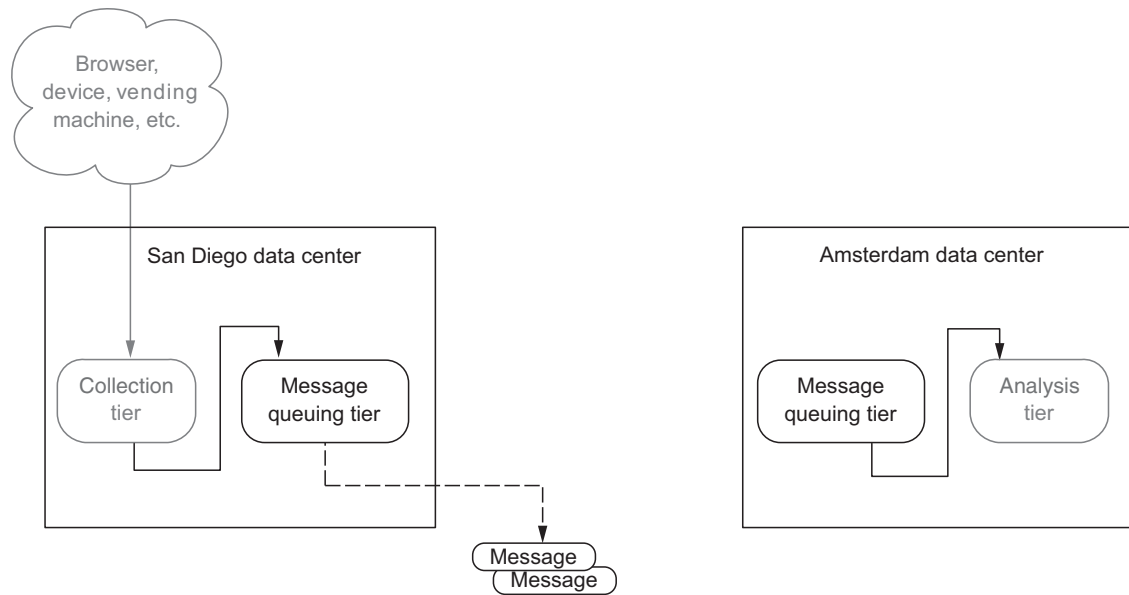 Browser,
device, vending
machine, etc.
San Diego data center
Amsterdam data center
Collection
tier
Message
queuing tier
Message
queuing tier
Analysis
tier
Message
Message